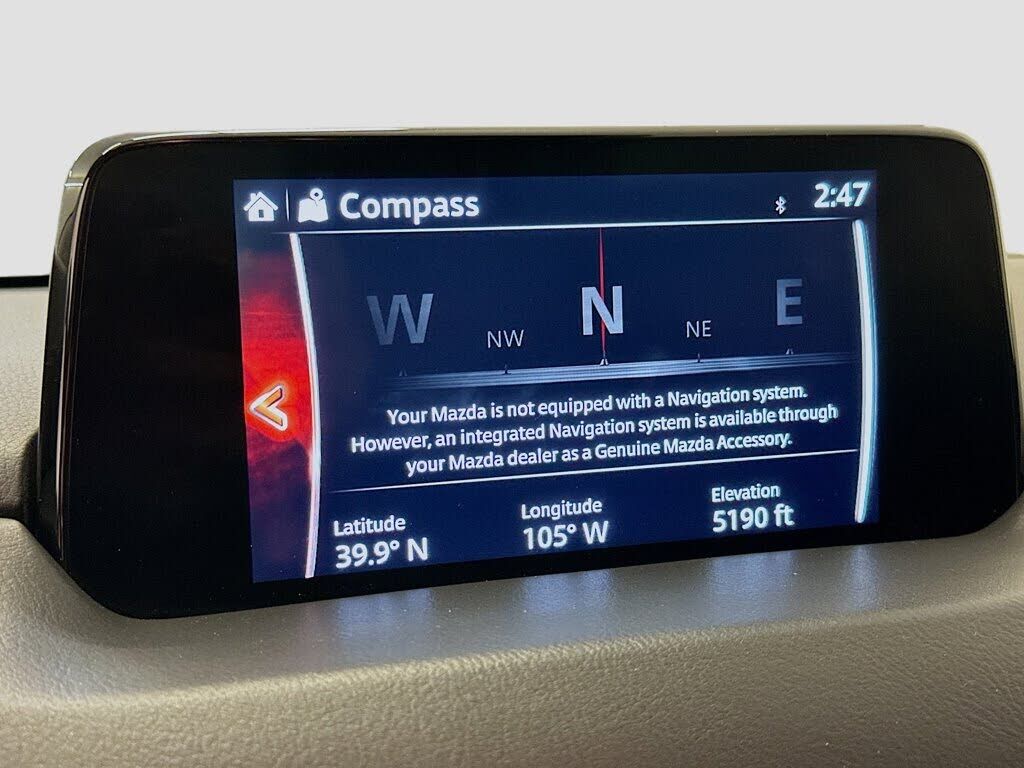 Compass
2:47
W
NW
N
NE
E
Your Mazda is not equipped with a Navigation system.
However, an integrated Navigation system is available through
your Mazda dealer as a Genuine Mazda Accessory.
Latitude
39.9° N
Longitude
105° W
Elevation
5190 ft